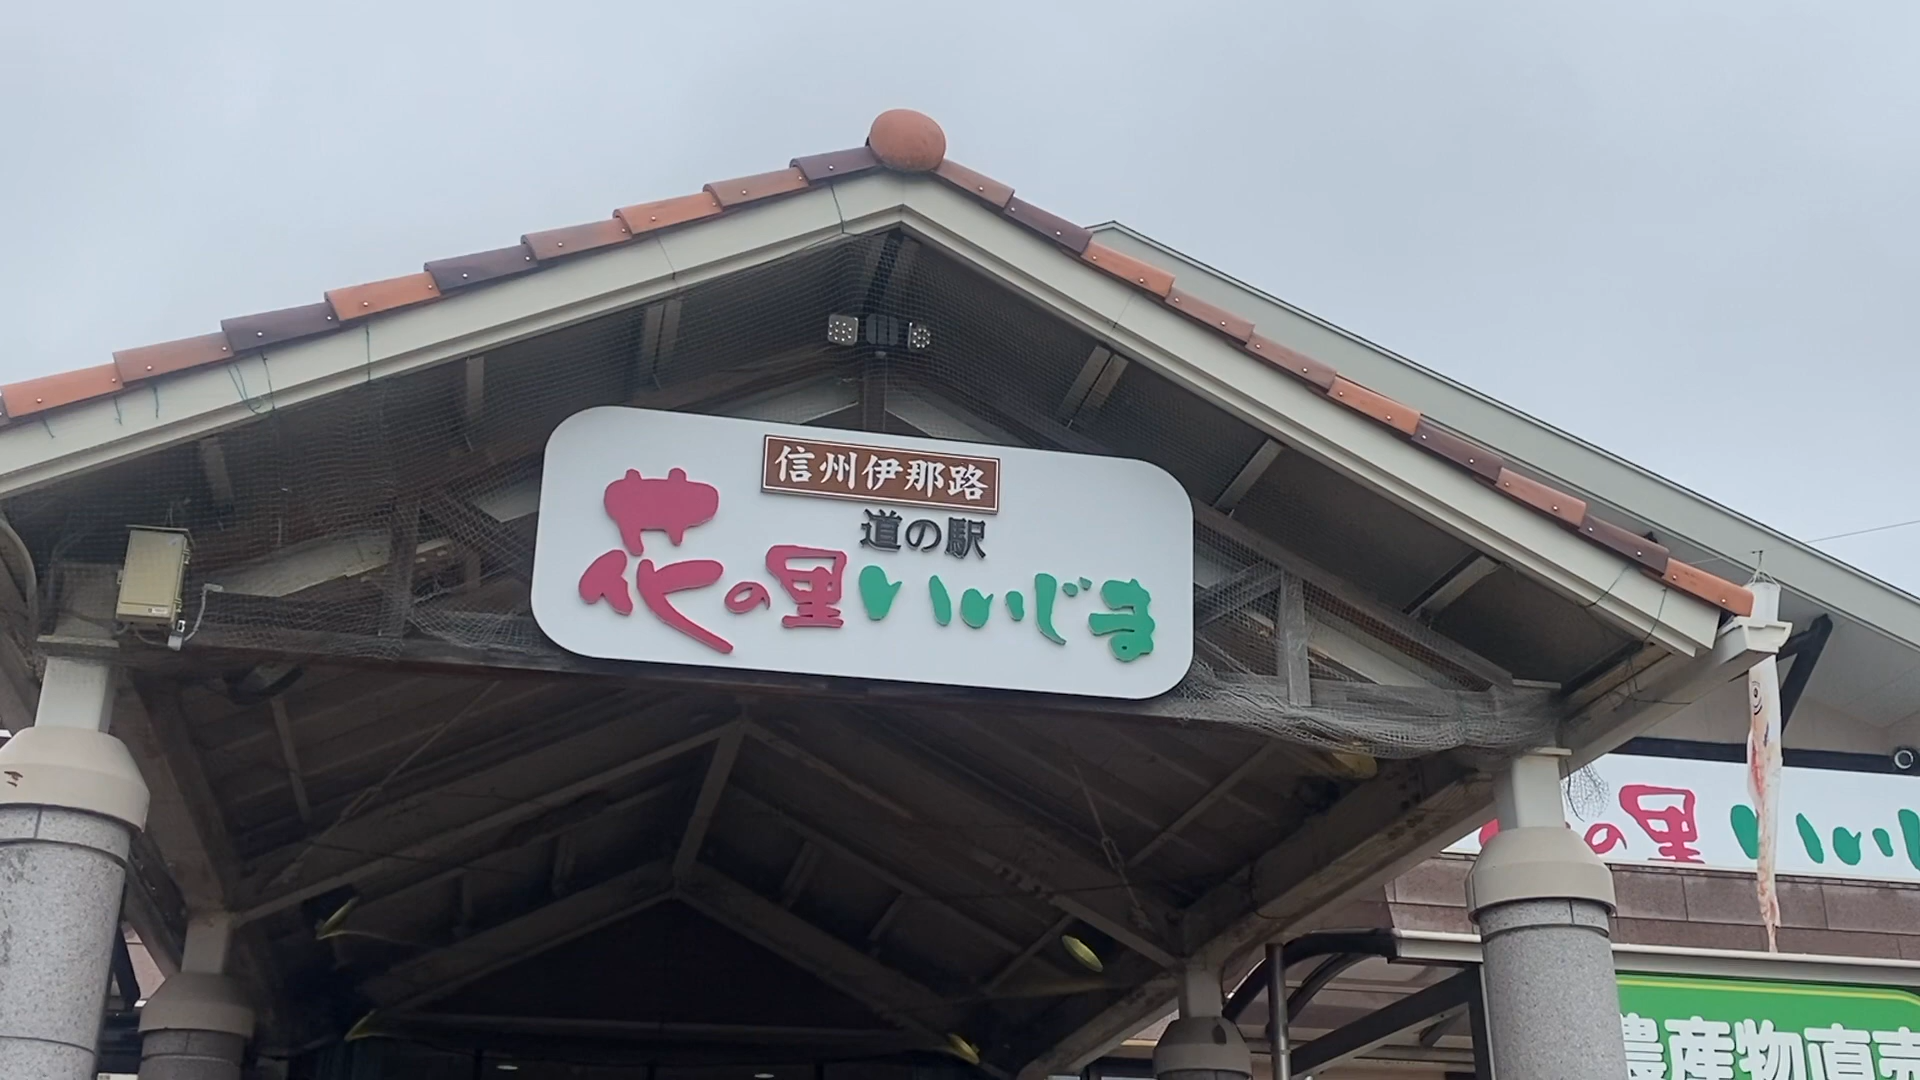 信州伊那路
道の駅
花の里いいじま
の里いい
農産物直売